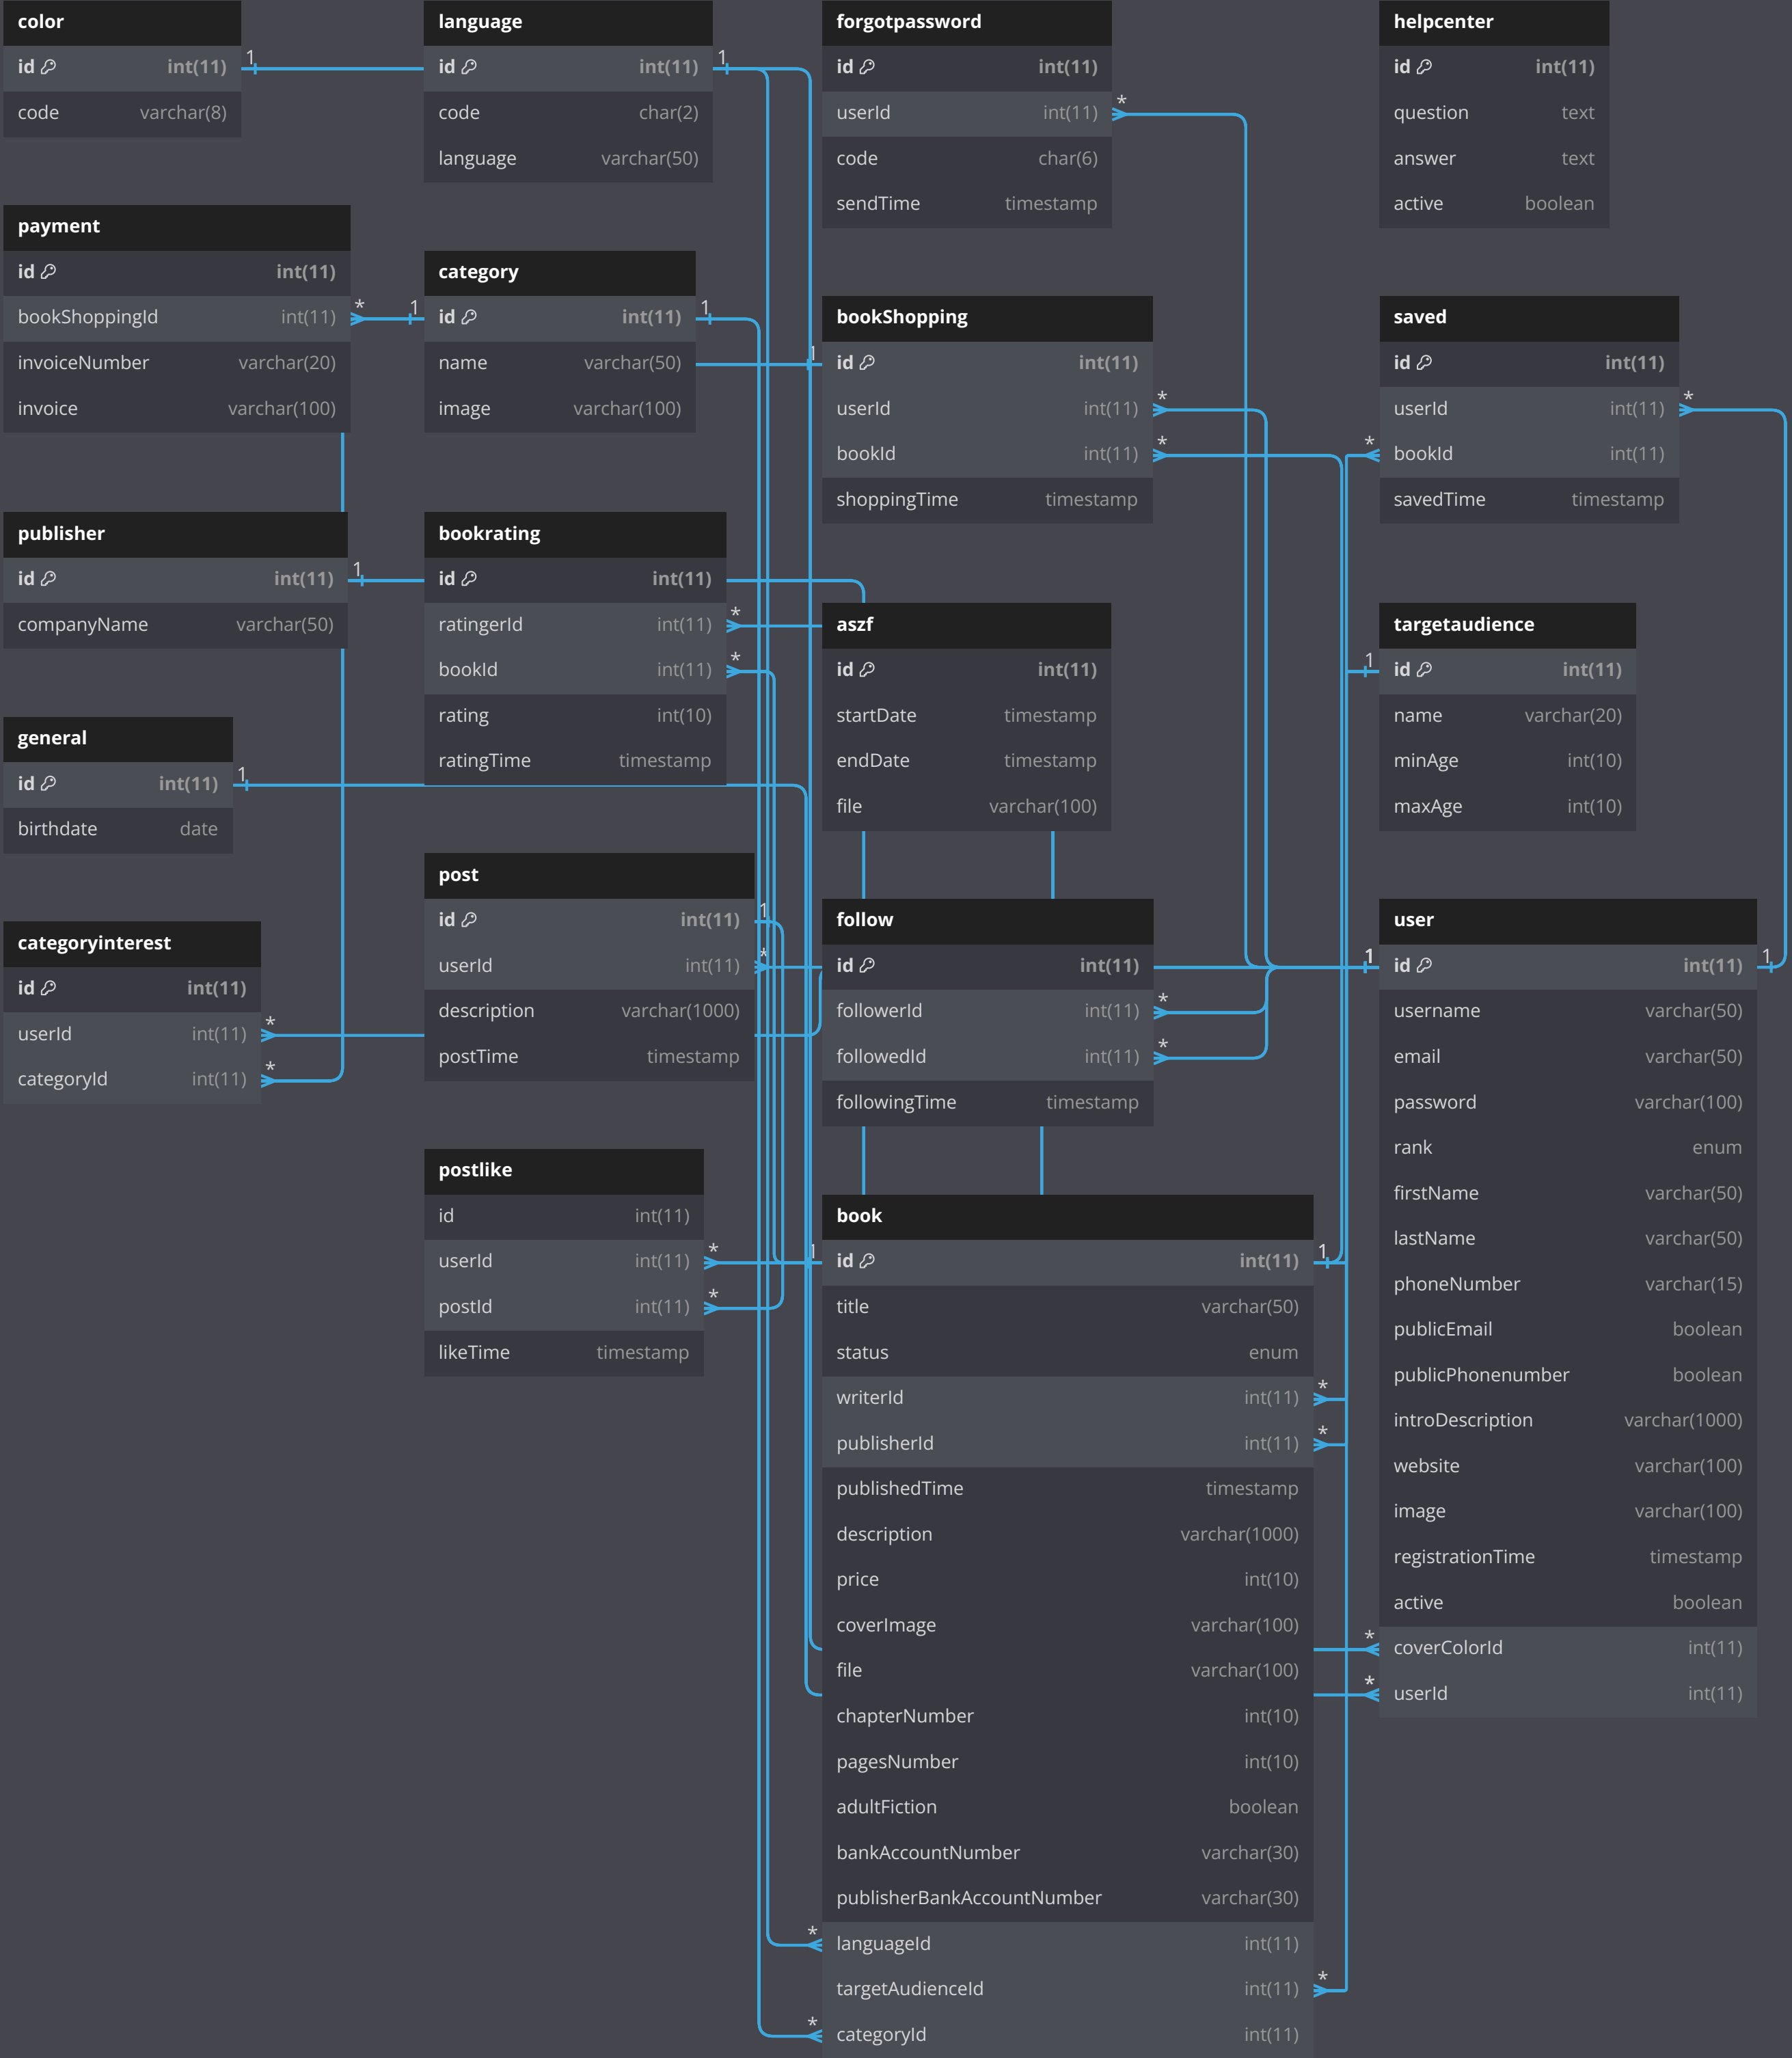 color
id int(11)
code varchar(8)
language
id int(11)
code char(2)
language varchar(50)
forgotpassword
id int(11)
userId int(11)
code char(6)
sendTime timestamp
helpcenter
id int(11)
question text
answer text
active boolean
payment
id int(11)
bookShoppingId int(11)
invoiceNumber varchar(20)
invoice varchar(100)
category
id int(11)
name varchar(50)
image varchar(100)
bookShopping
id int(11)
userId int(11)
bookId int(11)
shoppingTime timestamp
saved
id int(11)
userId int(11)
bookId int(11)
savedTime timestamp
publisher
id int(11)
companyName varchar(50)
bookrating
id int(11)
ratingerId int(11)
bookId int(11)
rating int(10)
ratingTime timestamp
aszf
id int(11)
startDate timestamp
endDate timestamp
file varchar(100)
targetaudience
id int(11)
name varchar(20)
minAge int(10)
maxAge int(10)
general
id int(11)
birthdate date
post
id int(11)
userId int(11)
description varchar(1000)
postTime timestamp
follow
id int(11)
followerId int(11)
followedId int(11)
followingTime timestamp
user
id int(11)
username varchar(50)
email varchar(50)
password varchar(100)
rank enum
firstName varchar(50)
lastName varchar(50)
phoneNumber varchar(15)
publicEmail boolean
publicPhonenumber boolean
introDescription varchar(1000)
website varchar(100)
image varchar(100)
registrationTime timestamp
active boolean
coverColorId int(11)
userId int(11)
categoryinterest
id int(11)
userId int(11)
categoryId int(11)
postlike
id int(11)
userId int(11)
postId int(11)
likeTime timestamp
book
id int(11)
title varchar(50)
status enum
writerId int(11)
publisherId int(11)
publishedTime timestamp
description varchar(1000)
price int(10)
coverImage varchar(100)
file varchar(100)
chapterNumber int(10)
pagesNumber int(10)
adultFiction boolean
bankAccountNumber varchar(30)
publisherBankAccountNumber varchar(30)
languageId int(11)
targetAudienceId int(11)
categoryId int(11)